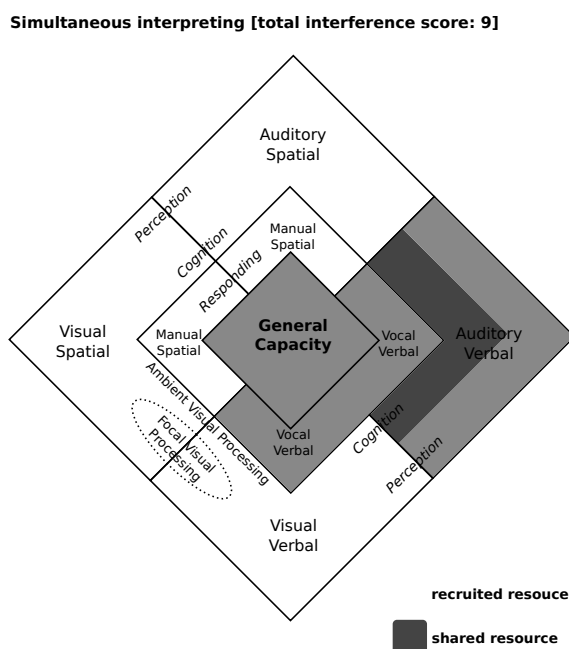 Simultaneous interpreting [total interference score: 9]
Auditory
Spatial
Perception
Cognition
Responding
Manual
Spatial
General
Capacity
Visual
Spatial
Manual
Spatial
Vocal
Verbal
Auditory
Verbal
Ambient Visual Processing
Focal Visual
Processing
Vocal
Verbal
Cognition
Perception
Visual
Verbal
recruited resouce
shared resource